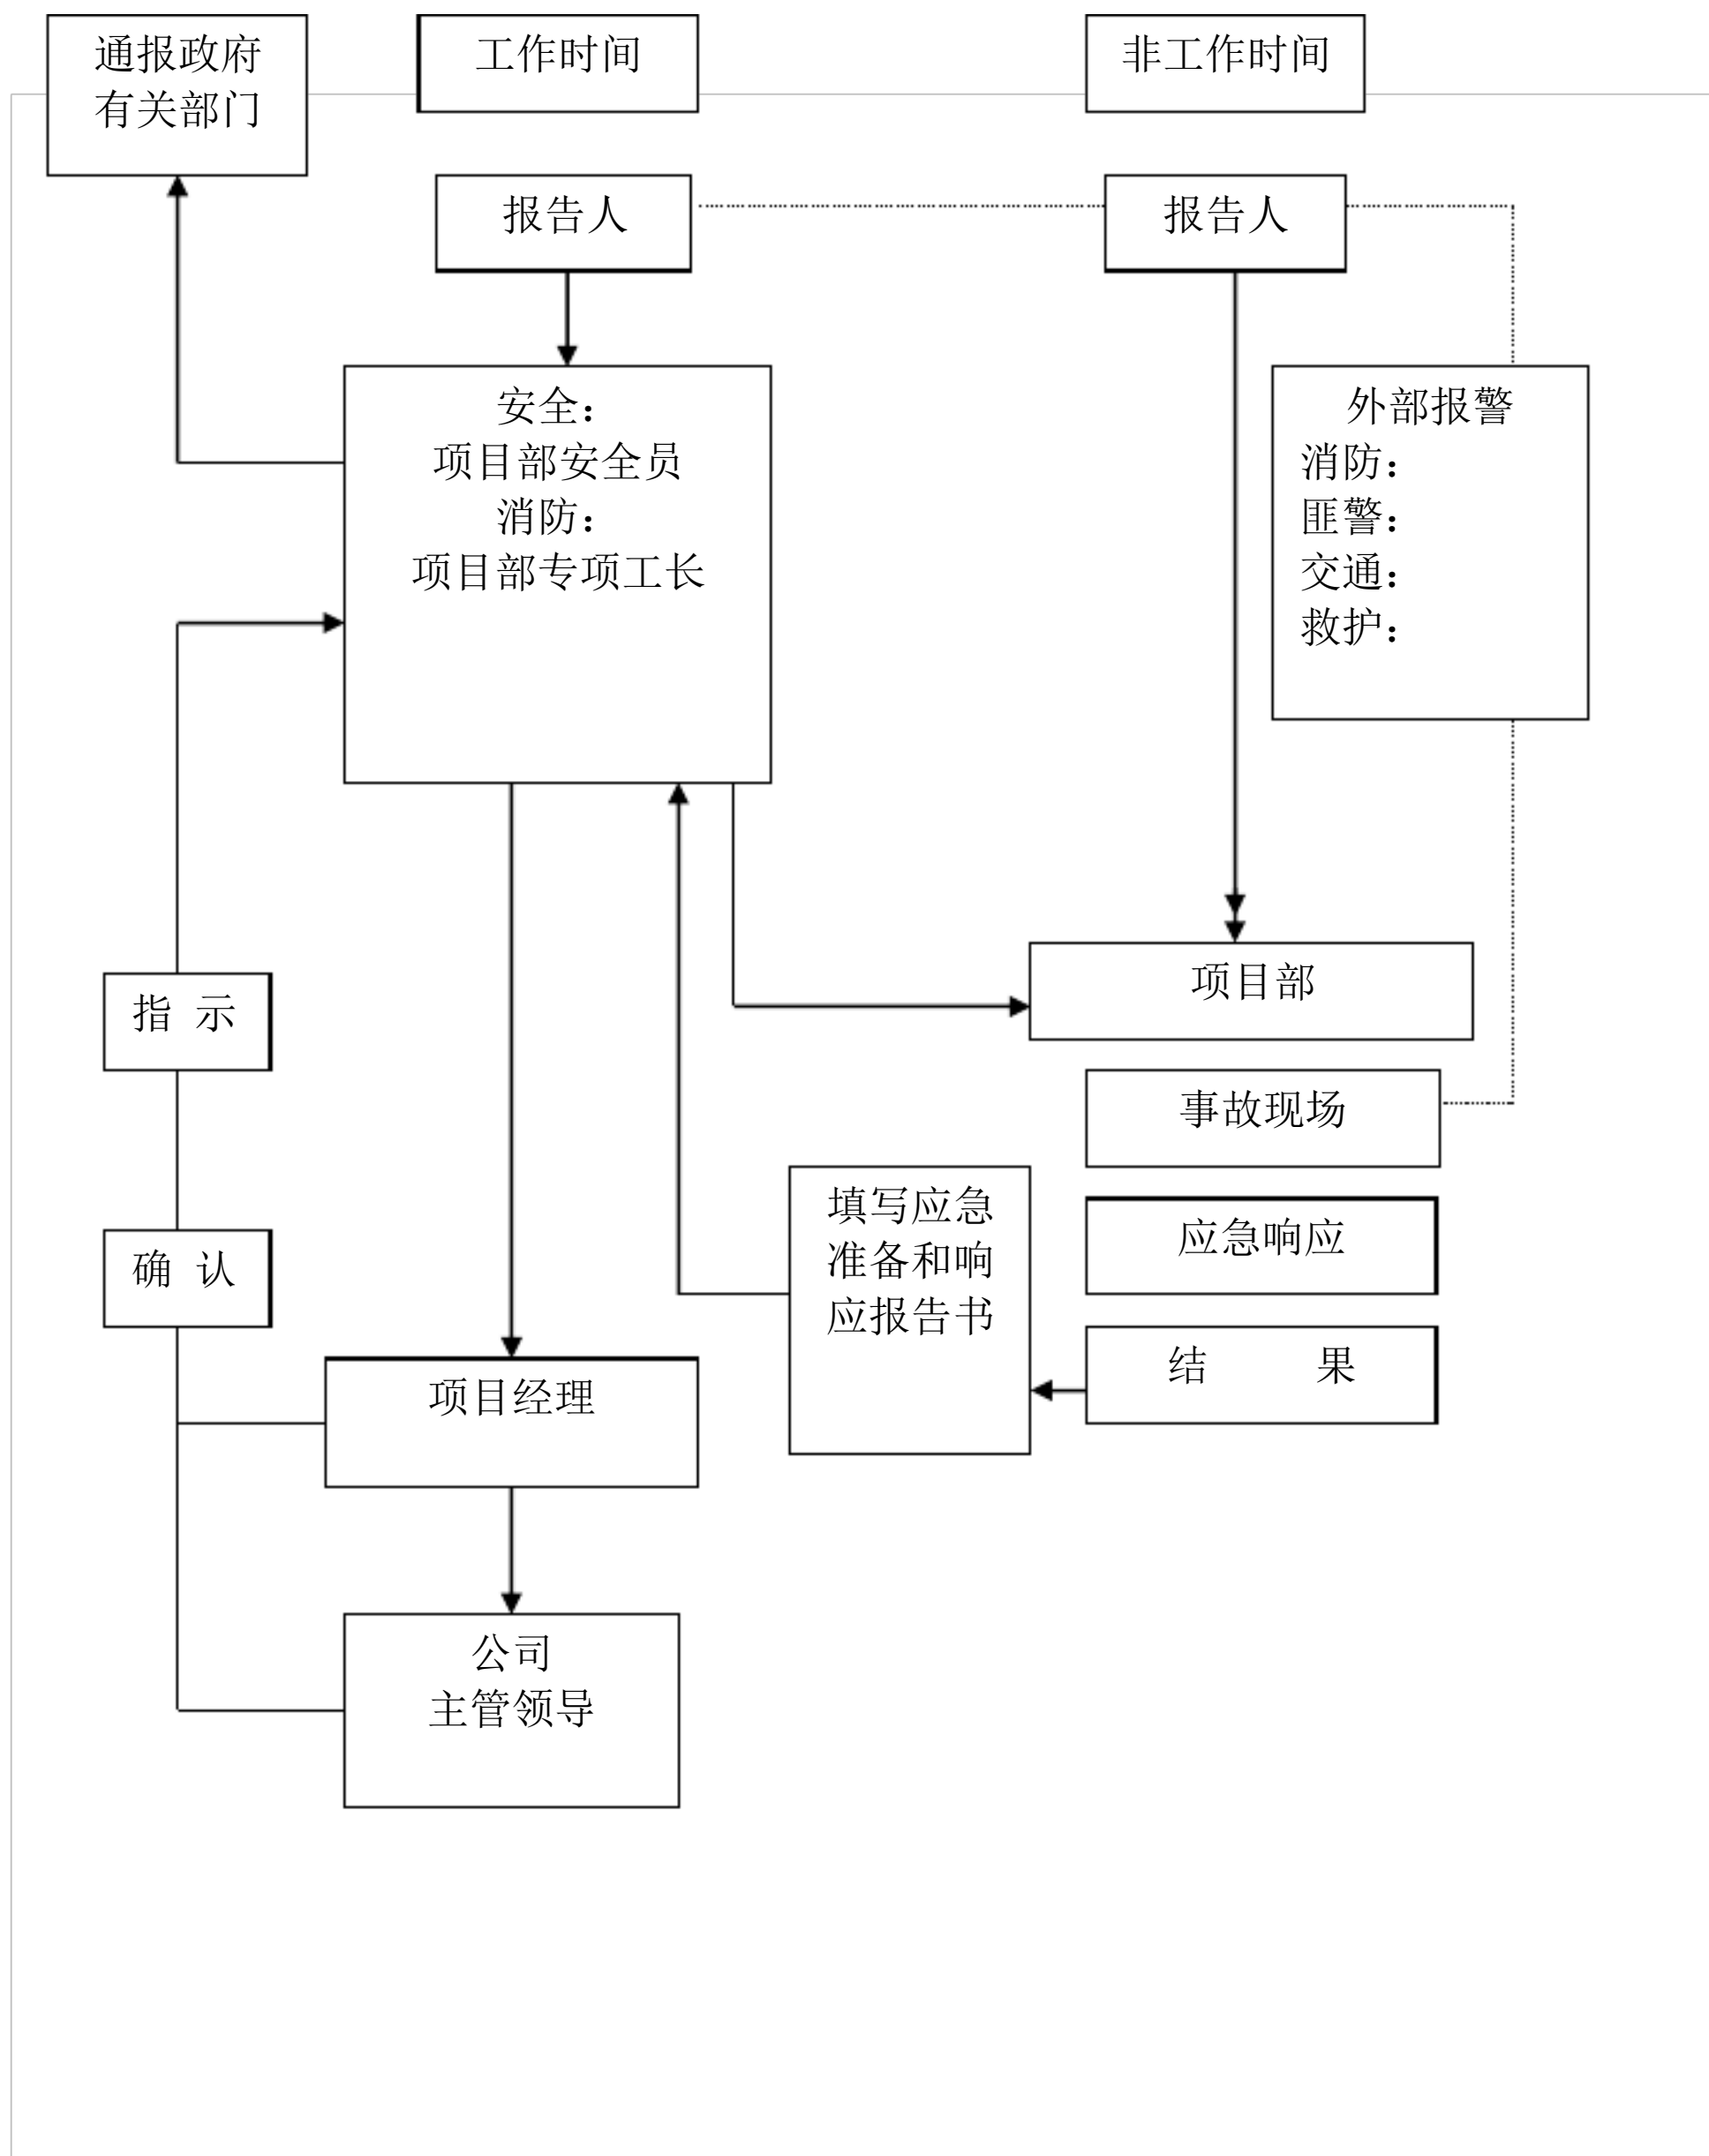 通报政府
有关部门
工作时间
非工作时间
报告人
报告人
安全：
项目部安全员
消防：
项目部专项工长
外部报警
消防：
匪警：
交通：
救护：
项目部
指 示
事故现场
填写应急
准备和响
应报告书
应急响应
确 认
结 果
项目经理
公司
主管领导